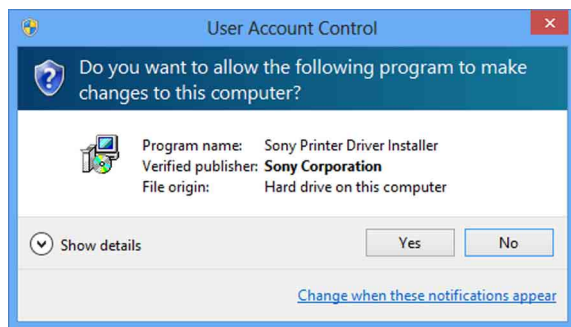 User Account Control
Do you want to allow the following program to make
changes to this computer?
Program name: Sony Printer Driver Installer
Verified publisher: Sony Corporation
File origin: Hard drive on this computer
Show details
Yes
No
Change when these notifications appear